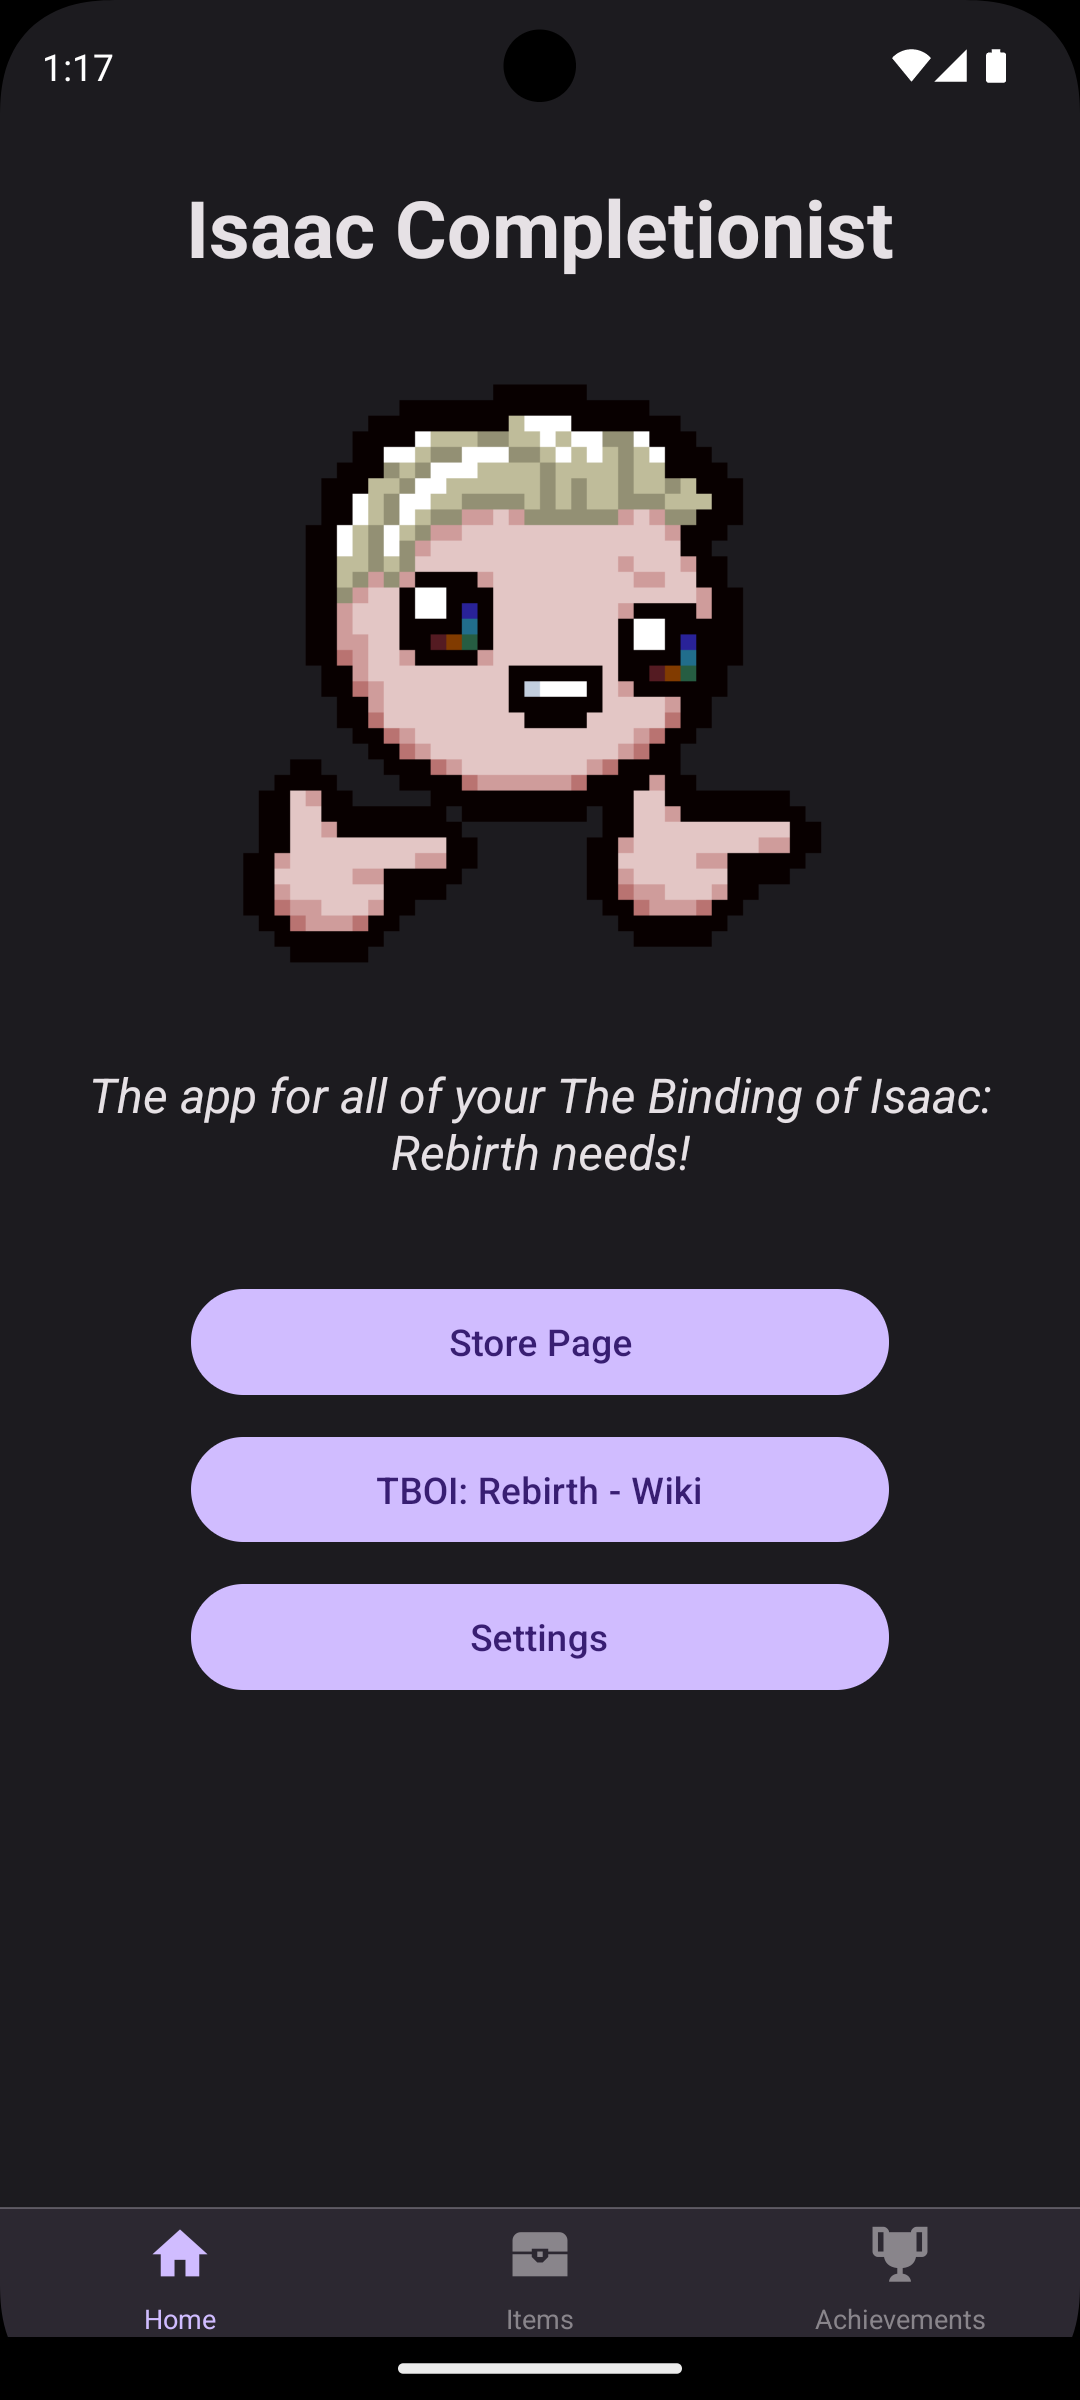 1:17
Isaac Completionist
The app for all of your The Binding of Isaac:
Rebirth needs!
Store Page
TBOI: Rebirth - Wiki
Settings
Home
Items
Achievements